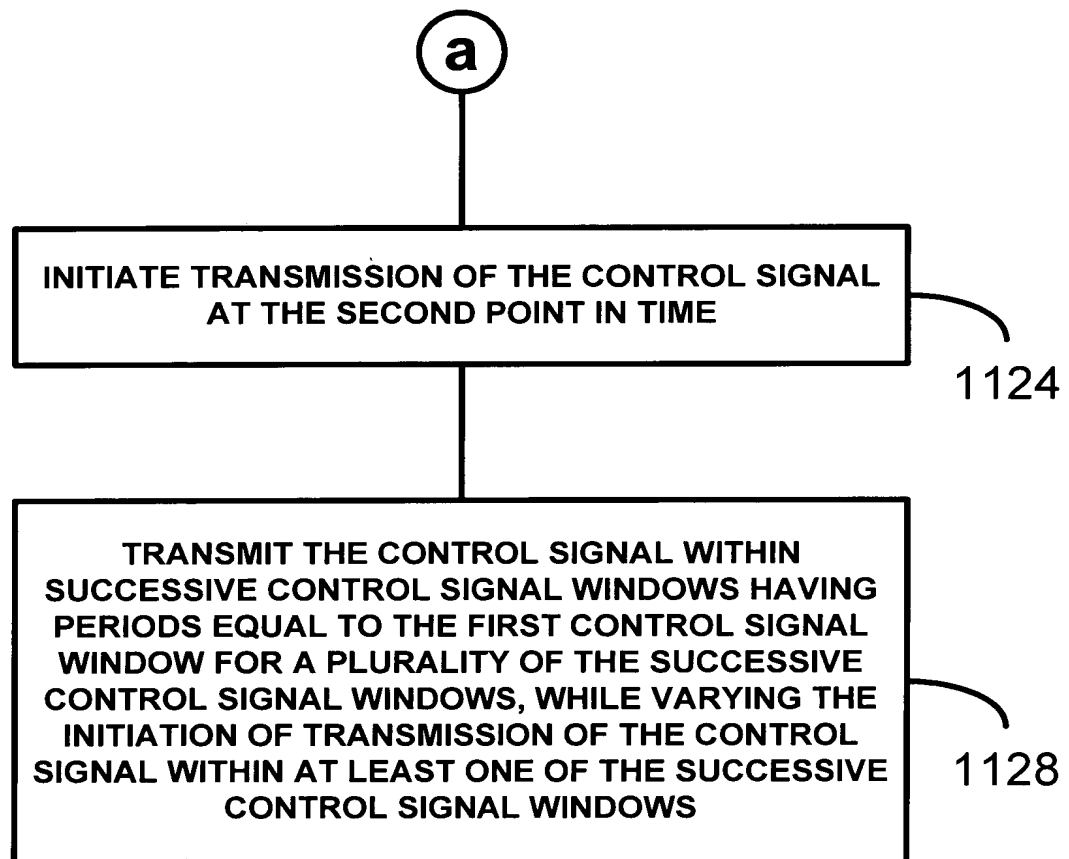 a
INITIATE TRANSMISSION OF THE CONTROL SIGNAL
AT THE SECOND POINT IN TIME
1124
TRANSMIT THE CONTROL SIGNAL WITHIN
SUCCESSIVE CONTROL SIGNAL WINDOWS HAVING
PERIODS EQUAL TO THE FIRST CONTROL SIGNAL
WINDOW FOR A PLURALITY OF THE SUCCESSIVE
CONTROL SIGNAL WINDOWS, WHILE VARYING THE
INITIATION OF TRANSMISSION OF THE CONTROL
SIGNAL WITHIN AT LEAST ONE OF THE SUCCESSIVE
CONTROL SIGNAL WINDOWS
1128